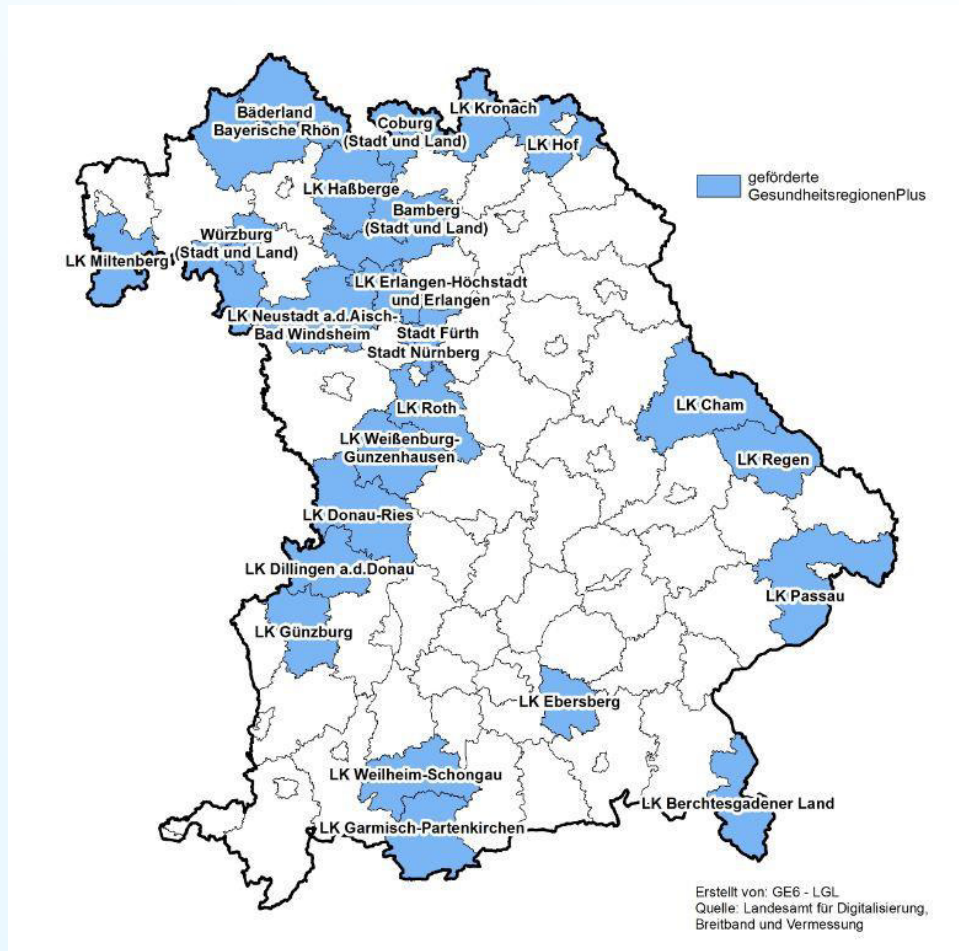 Bäderland
Bayerische Rhön
Coburg
(Stadt und Land)
LK Kronach
LK Hof
LK Haßberge
Bamberg
(Stadt und Land)
geförderte
GesundheitsregionenPlus
Würzburg
(Stadt und Land)
LK Miltenberg
LK Erlangen-Höchstadt
und Erlangen
LK Neustadt a.d.Aisch-
Bad Windsheim
Stadt Fürth
Stadt Nürnberg
LK Roth
LK Cham
LK Weißenburg-
Gunzenhausen
LK Regen
LK Donau-Ries
LK Dillingen a.d.Donau
LK Passau
LK Günzburg
LK Ebersberg
LK Weilheim-Schongau
LK Berchtesgadener Land
LK Garmisch-Partenkirchen
Erstellt von: GE6 - LGL
Quelle: Landesamt für Digitalisierung,
Breitband und Vermessung